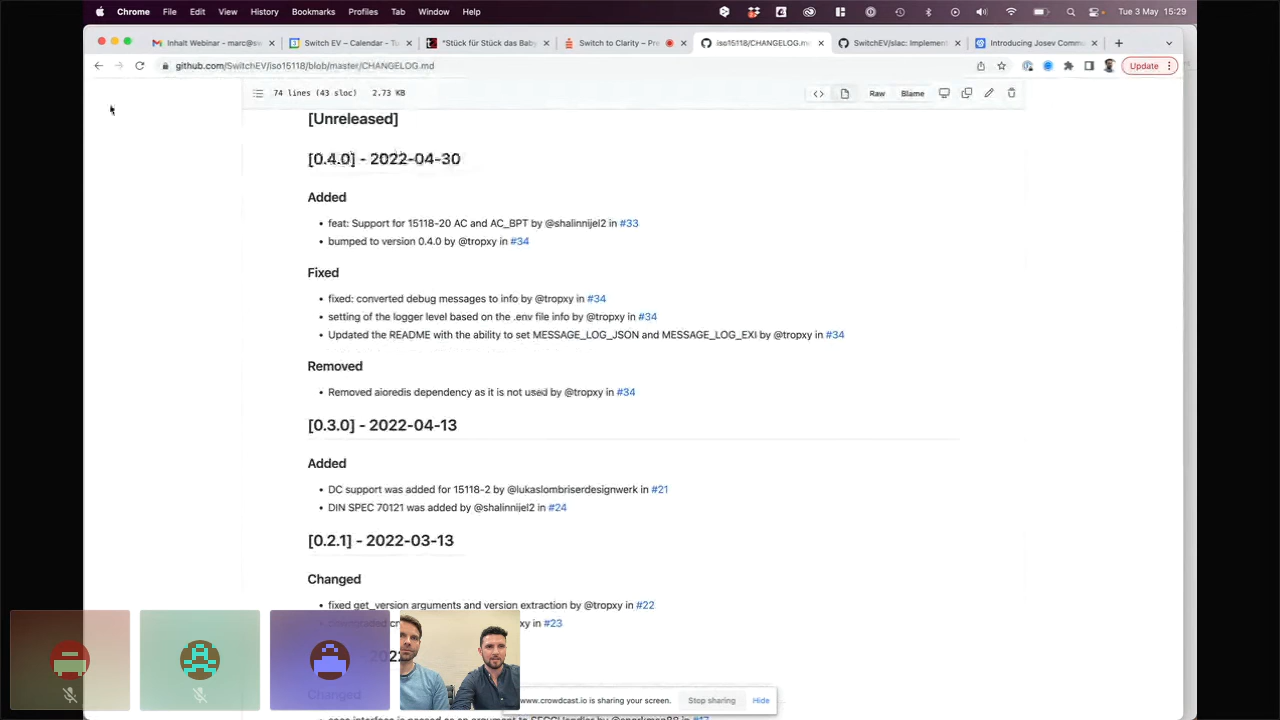 Chrome File Edit View History Bookmarks Profiles Tab Window Help Tue 3 May 15:29
Inhalt Webinar - marc@sw Switch EV – Calendar - Tu "Stück für Stück das Baby Switch to Clarity – Pre iso15118/CHANGELOG.m SwitchEV/slac: Implement Introducing Josev Commu
github.com/SwitchEV/iso15118/blob/master/CHANGELOG.md Update
74 lines (43 sloc) 2.73 KB Raw Blame
[Unreleased]
[0.4.0] - 2022-04-30
Added
• feat: Support for 15118-20 AC and AC_BPT by @shalinnijel2 in #33
• bumped to version 0.4.0 by @tropxy in #34
Fixed
• fixed: converted debug messages to info by @tropxy in #34
• setting of the logger level based on the .env file info by @tropxy in #34
• Updated the README with the ability to set MESSAGE_LOG_JSON and MESSAGE_LOG_EXI by @tropxy in #34
Removed
• Removed aioredis dependency as it is not used by @tropxy in #34
[0.3.0] - 2022-04-13
Added
• DC support was added for 15118-2 by @lukaslombriserdesignwerk in #21
• DIN SPEC 70121 was added by @shalinnijel2 in #24
[0.2.1] - 2022-03-13
Changed
• fixed get_version arguments and version extraction by @tropxy in #22
xy in #23
2022
Changed
www.crowdcast.io is sharing your screen. Stop sharing Hide